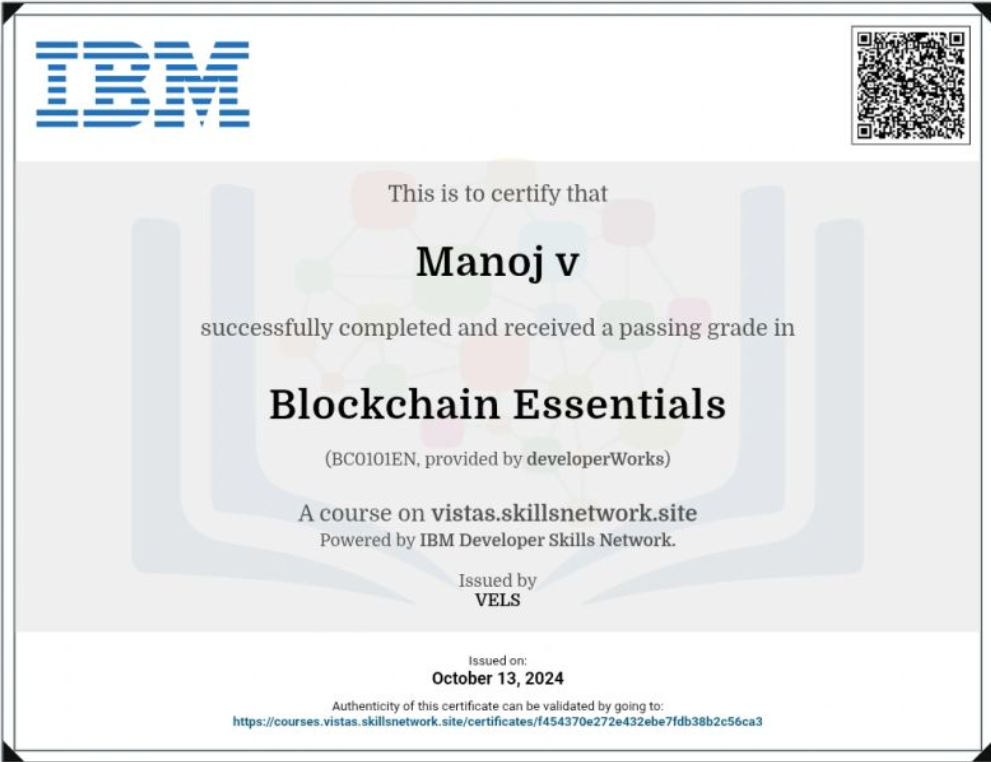 IBM
This is to certify that
Manoj v
successfully completed and received a passing grade in
Blockchain Essentials
(BC0101EN, provided by developerWorks)
A course on vistas.skillsnetwork.site
Powered by IBM Developer Skills Network.
Issued by
VELS
Issued on:
October 13, 2024
Authenticity of this certificate can be validated by going to:
https://courses.vistas.skillsnetwork.site/certificates/f454370e272e432ebe7fdb38b2c56ca3